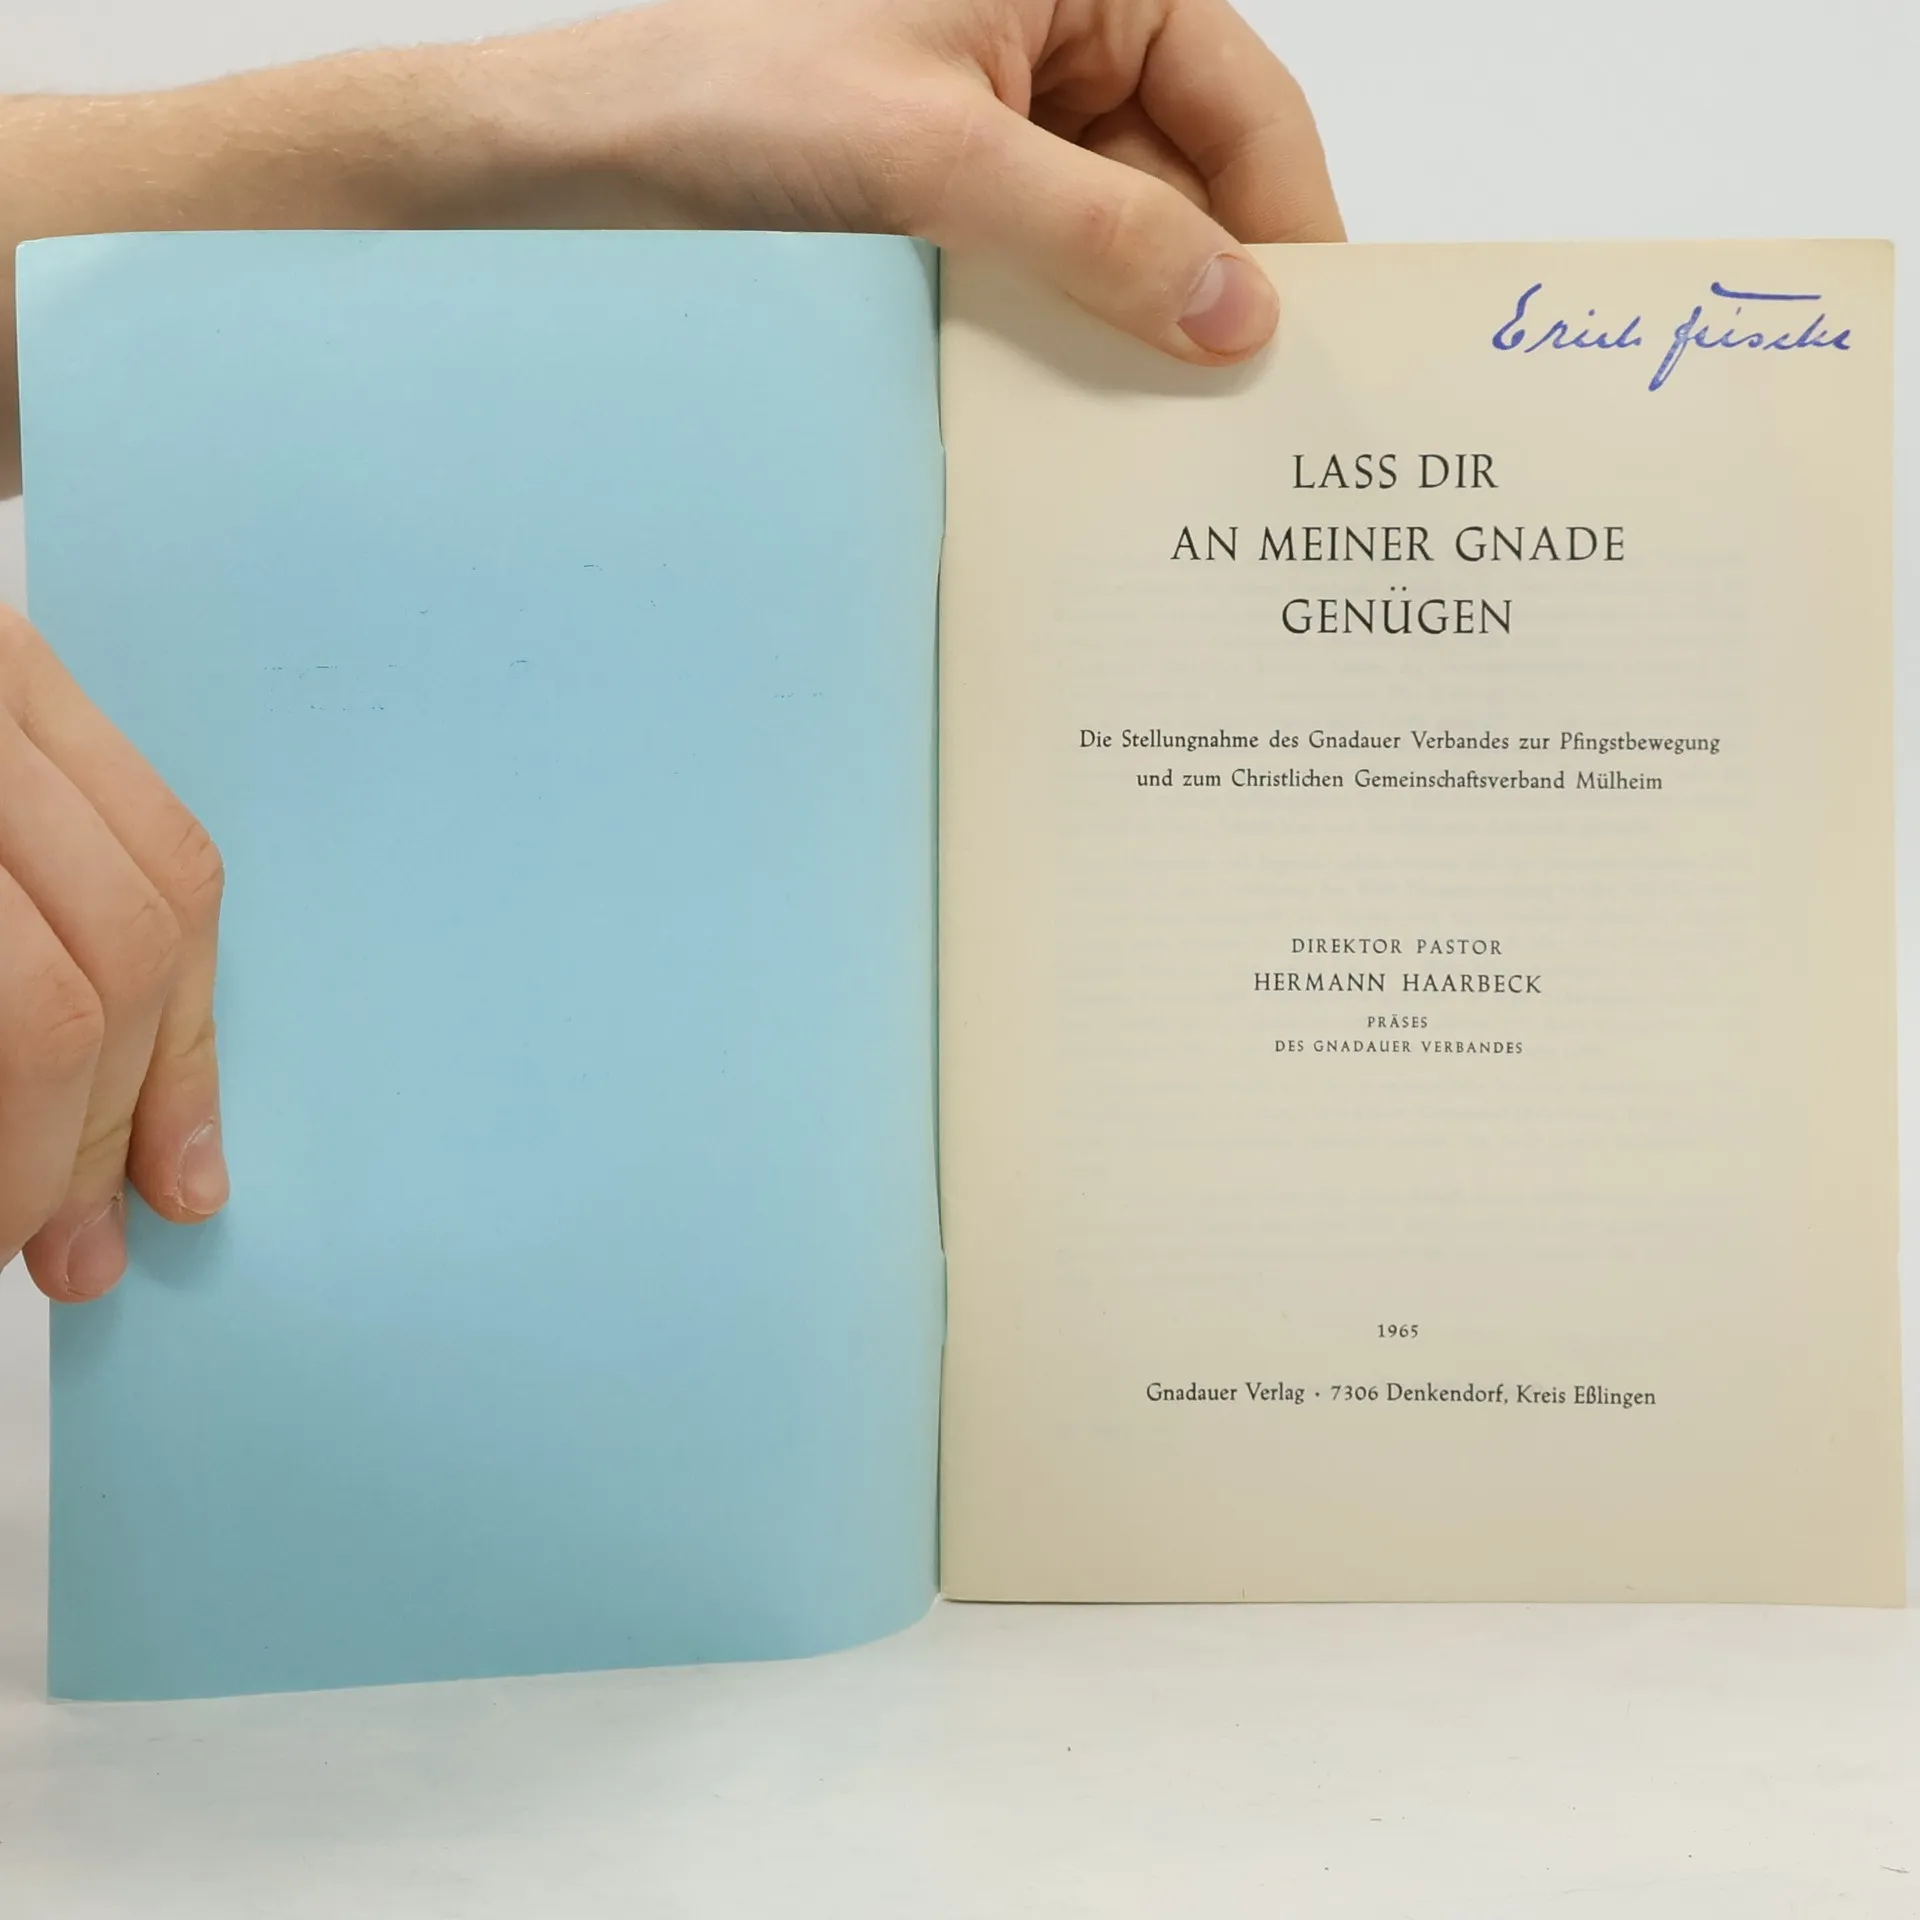 Erich
LASS DIR
AN MEINER GNADE
GENÜGEN
Die Stellungnahme des Gnadauer Verbandes zur Pfingstbewegung
und zum Christlichen Gemeinschaftsverband Mülheim
DIREKTOR PASTOR
HERMANN HAARBECK
PRÄSES
DES GNADAUER VERBANDES
1965
Gnadauer Verlag · 7306 Denkendorf, Kreis Eßlingen